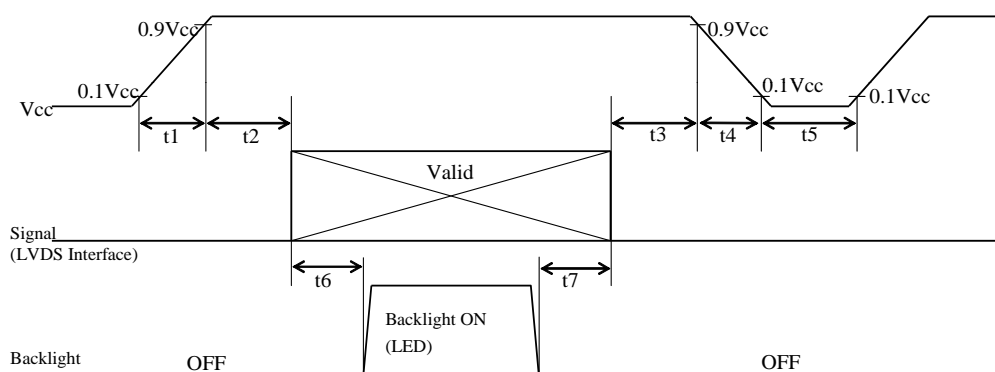 0.9Vcc
0.9Vcc
0.1Vcc
0.1Vcc
0.1Vcc
Vcc
t1
t2
t3
t4
t5
Valid
Signal
(LVDS Interface)
t6
t7
Backlight ON
(LED)
Backlight
OFF
OFF